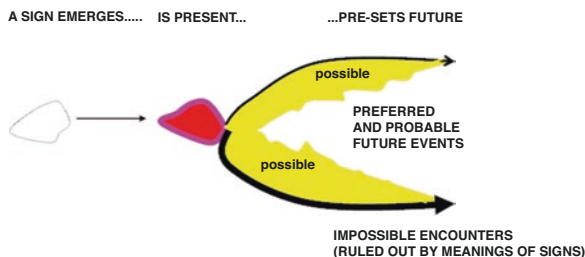 A SIGN EMERGES..... IS PRESENT... ...PRE-SETS FUTURE
possible
PREFERRED
AND PROBABLE
FUTURE EVENTS
possible
IMPOSSIBLE ENCOUNTERS
(RULED OUT BY MEANINGS OF SIGNS)